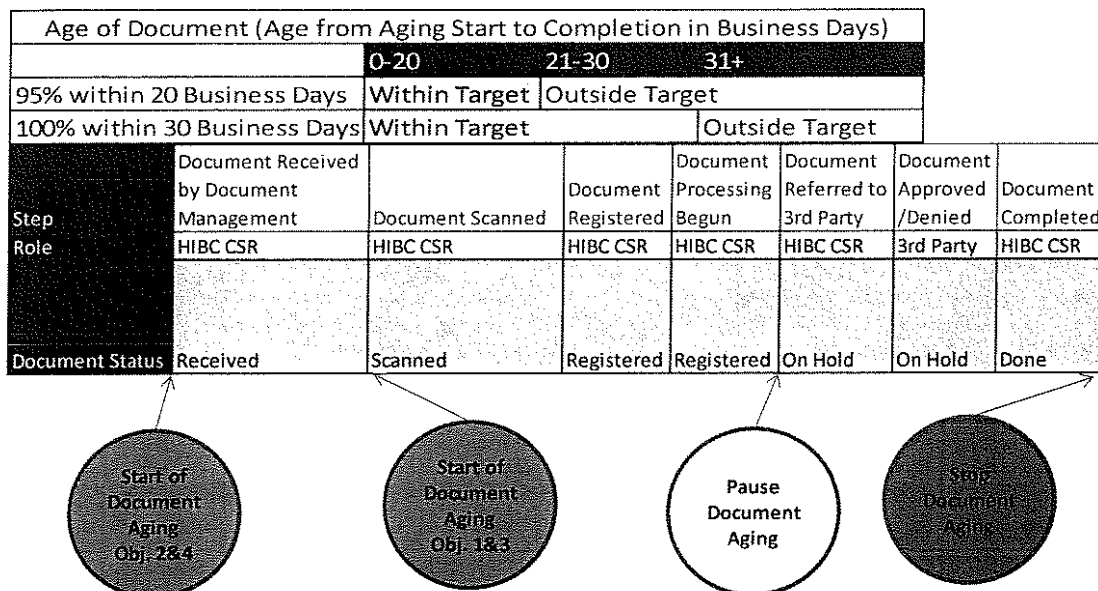 Age of Document (Age from Aging Start to Completion in Business Days)
0-20 21-30 31+
95% within 20 Business Days Within Target Outside Target
100% within 30 Business Days Within Target Outside Target
Step
Document Received
by Document
Management
Document Scanned
Document
Registered
Document
Processing
Begun
Document
Referred to
3rd Party
Document
Approved
/Denied
Document
Completed
Role HIBC CSR HIBC CSR HIBC CSR HIBC CSR HIBC CSR 3rd Party HIBC CSR
Document Status Received Scanned Registered Registered On Hold On Hold Done
Start of
Document
Aging
Obj. 2&4
Start of
Document
Aging
Obj. 1&3
Pause
Document
Aging
Stop
Document
Aging